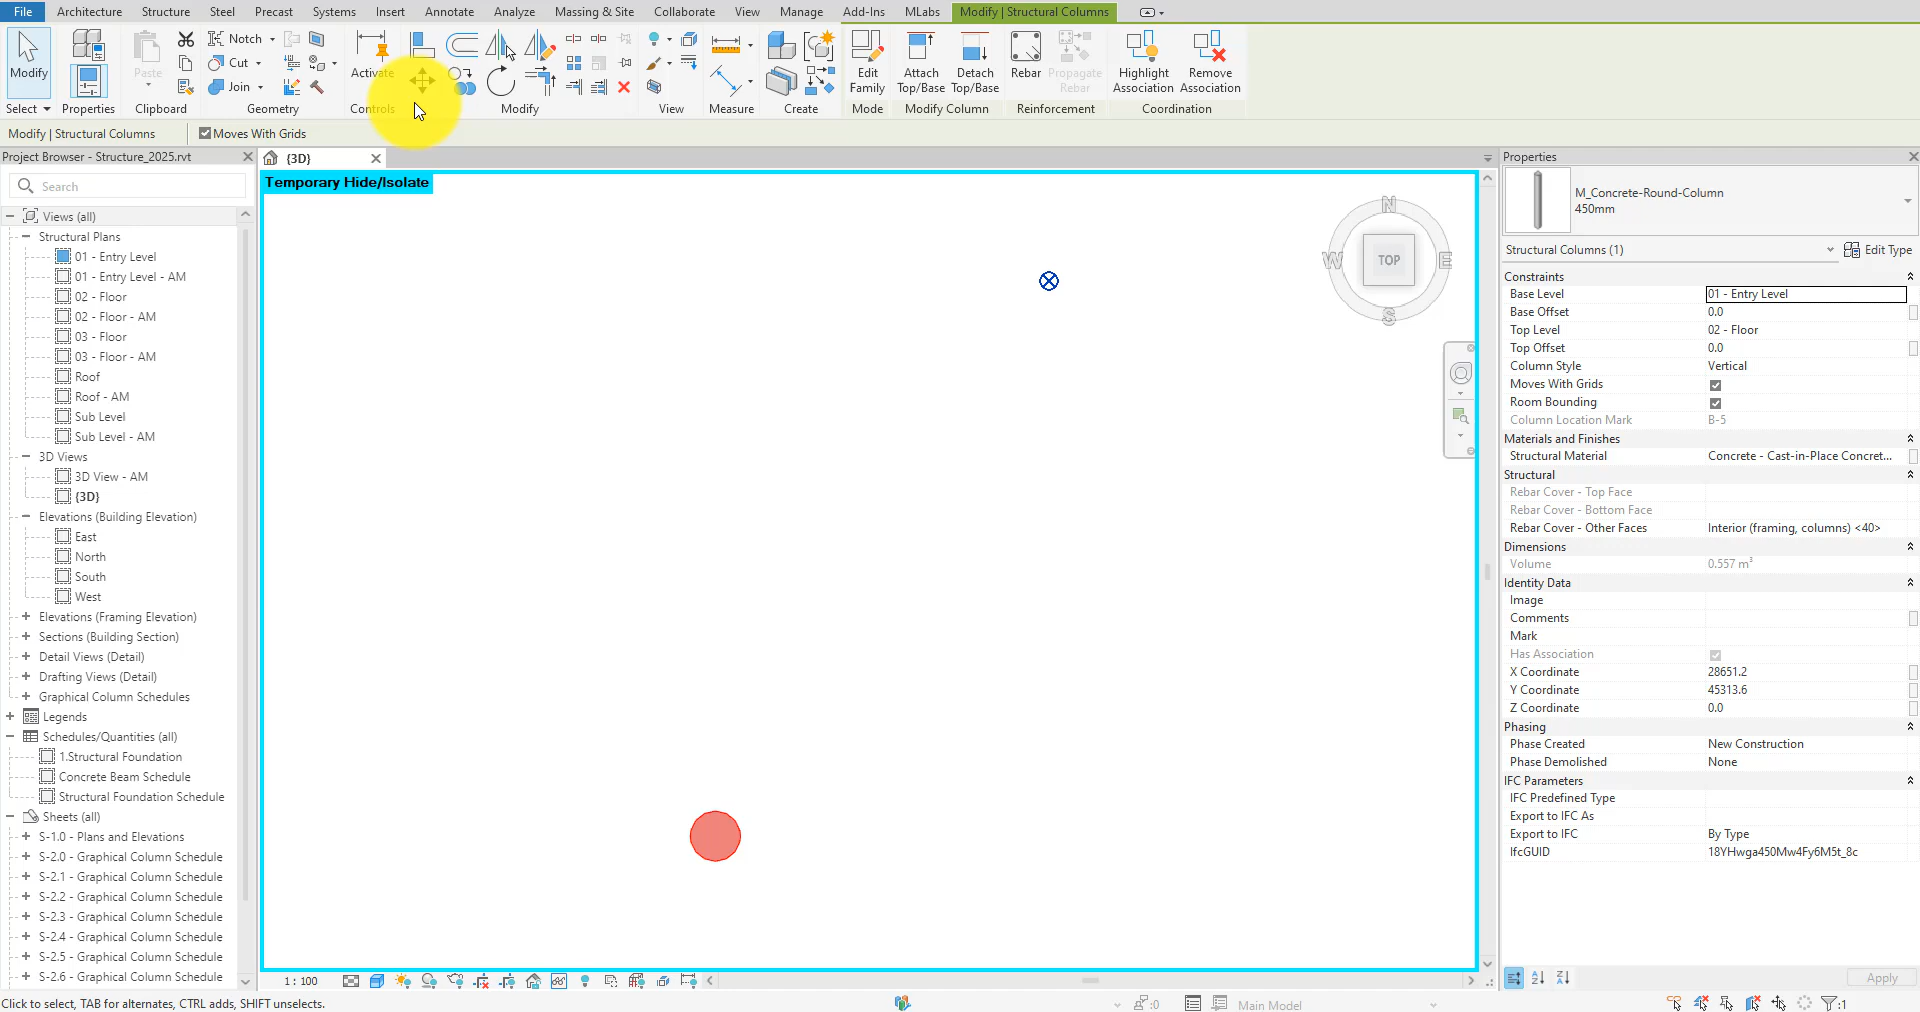 File Architecture Structure Steel Precast Systems Insert Annotate Analyze Massing & Site Collaborate View Manage Add-Ins MLabs Modify | Structural Columns
Notch
Cut
Join
Modify
Paste
Activate
Edit Family
Attach Top/Base
Detach Top/Base
Rebar
Propagate Rebar
Highlight Association
Remove Association
Select Properties Clipboard Geometry Controls Modify View Measure Create Mode Modify Column Reinforcement Coordination
Modify | Structural Columns Moves With Grids
Project Browser - Structure_2025.rvt
Search
Views (all)
Structural Plans
01 - Entry Level
01 - Entry Level - AM
02 - Floor
02 - Floor - AM
03 - Floor
03 - Floor - AM
Roof
Roof - AM
Sub Level
Sub Level - AM
3D Views
3D View - AM
{3D}
Elevations (Building Elevation)
East
North
South
West
Elevations (Framing Elevation)
Sections (Building Section)
Detail Views (Detail)
Drafting Views (Detail)
Graphical Column Schedules
Legends
Schedules/Quantities (all)
1.Structural Foundation
Concrete Beam Schedule
Structural Foundation Schedule
Sheets (all)
S-1.0 - Plans and Elevations
S-2.0 - Graphical Column Schedule
S-2.1 - Graphical Column Schedule
S-2.2 - Graphical Column Schedule
S-2.3 - Graphical Column Schedule
S-2.4 - Graphical Column Schedule
S-2.5 - Graphical Column Schedule
S-2.6 - Graphical Column Schedule
{3D}
Temporary Hide/Isolate
N
W TOP E
S
1 : 100
Properties
M_Concrete-Round-Column
450mm
Structural Columns (1) Edit Type
Constraints
Base Level 01 - Entry Level
Base Offset 0.0
Top Level 02 - Floor
Top Offset 0.0
Column Style Vertical
Moves With Grids
Room Bounding
Column Location Mark B-5
Materials and Finishes
Structural Material Concrete - Cast-in-Place Concret...
Structural
Rebar Cover - Top Face
Rebar Cover - Bottom Face
Rebar Cover - Other Faces Interior (framing, columns) <40>
Dimensions
Volume 0.557 m³
Identity Data
Image
Comments
Mark
Has Association
X Coordinate 28651.2
Y Coordinate 45313.6
Z Coordinate 0.0
Phasing
Phase Created New Construction
Phase Demolished None
IFC Parameters
IFC Predefined Type
Export to IFC As
Export to IFC By Type
IfcGUID 18YHwga450Mw4Fy6M5t_8c
Apply
Click to select, TAB for alternates, CTRL adds, SHIFT unselects. :0 Main Model :1